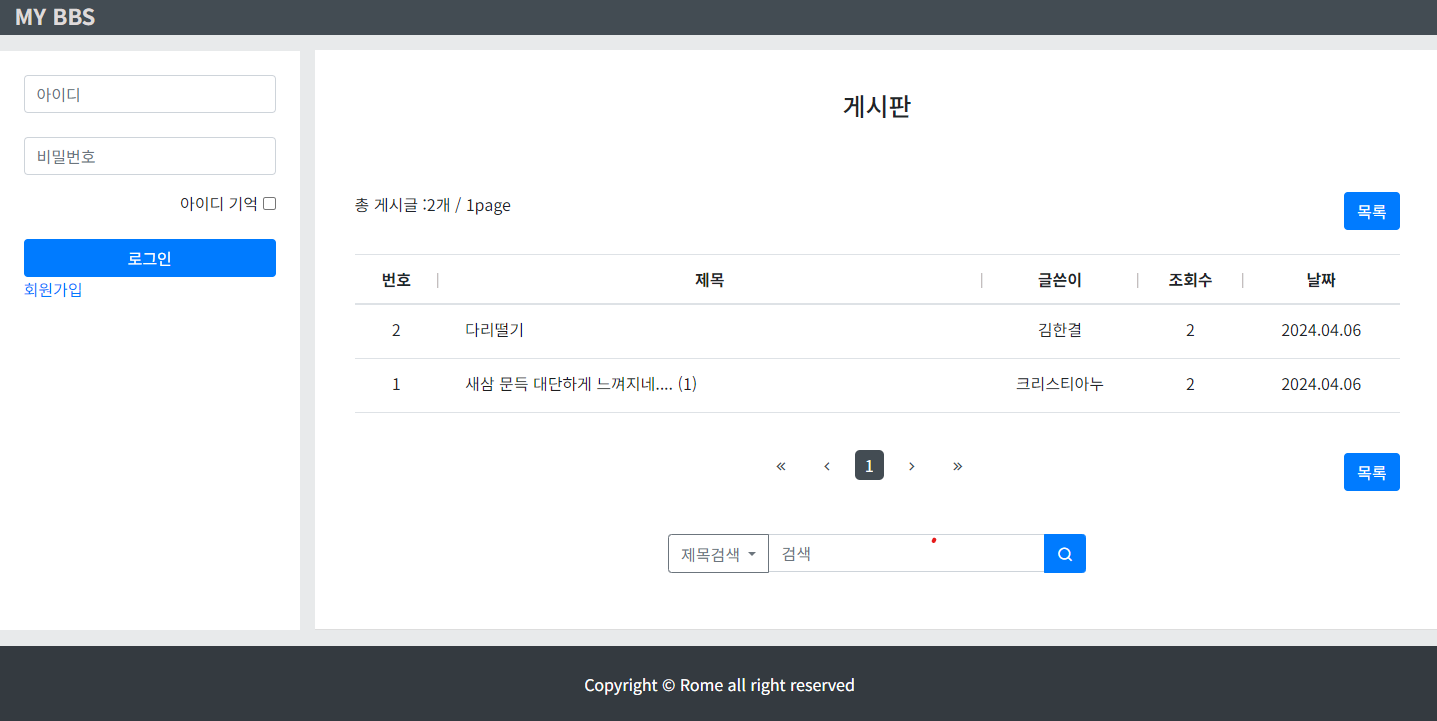 MY BBS
아이디
비밀번호
아이디 기억
로그인
회원가입
게시판
총 게시글 :2개 / 1page
목록
번호 | 제목 | 글쓴이 | 조회수 | 날짜
2 다리떨기 김한결 2 2024.04.06
1 새삼 문득 대단하게 느껴지네.... (1) 크리스티아누 2 2024.04.06
« ‹ 1 › »
목록
제목검색 검색
Copyright © Rome all right reserved